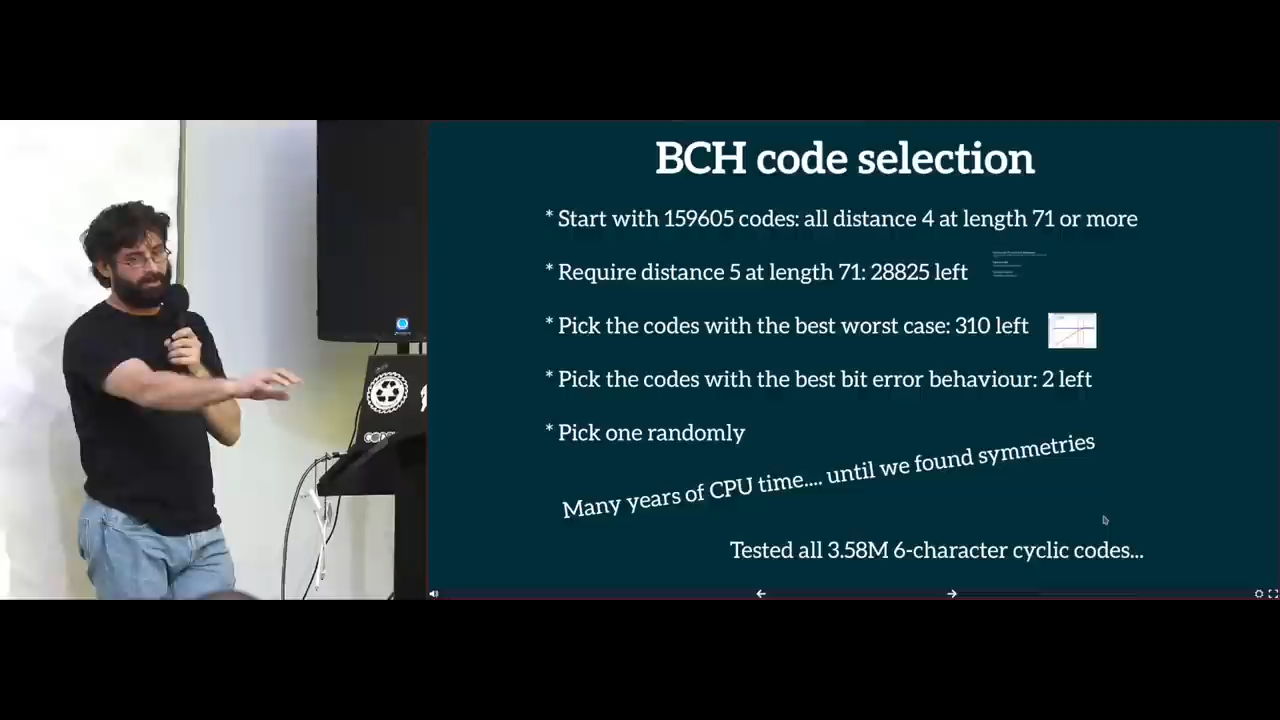 BCH code selection
* Start with 159605 codes: all distance 4 at length 71 or more
* Require distance 5 at length 71: 28825 left
* Pick the codes with the best worst case: 310 left
* Pick the codes with the best bit error behaviour: 2 left
* Pick one randomly
Many years of CPU time.... until we found symmetries
Tested all 3.58M 6-character cyclic codes...